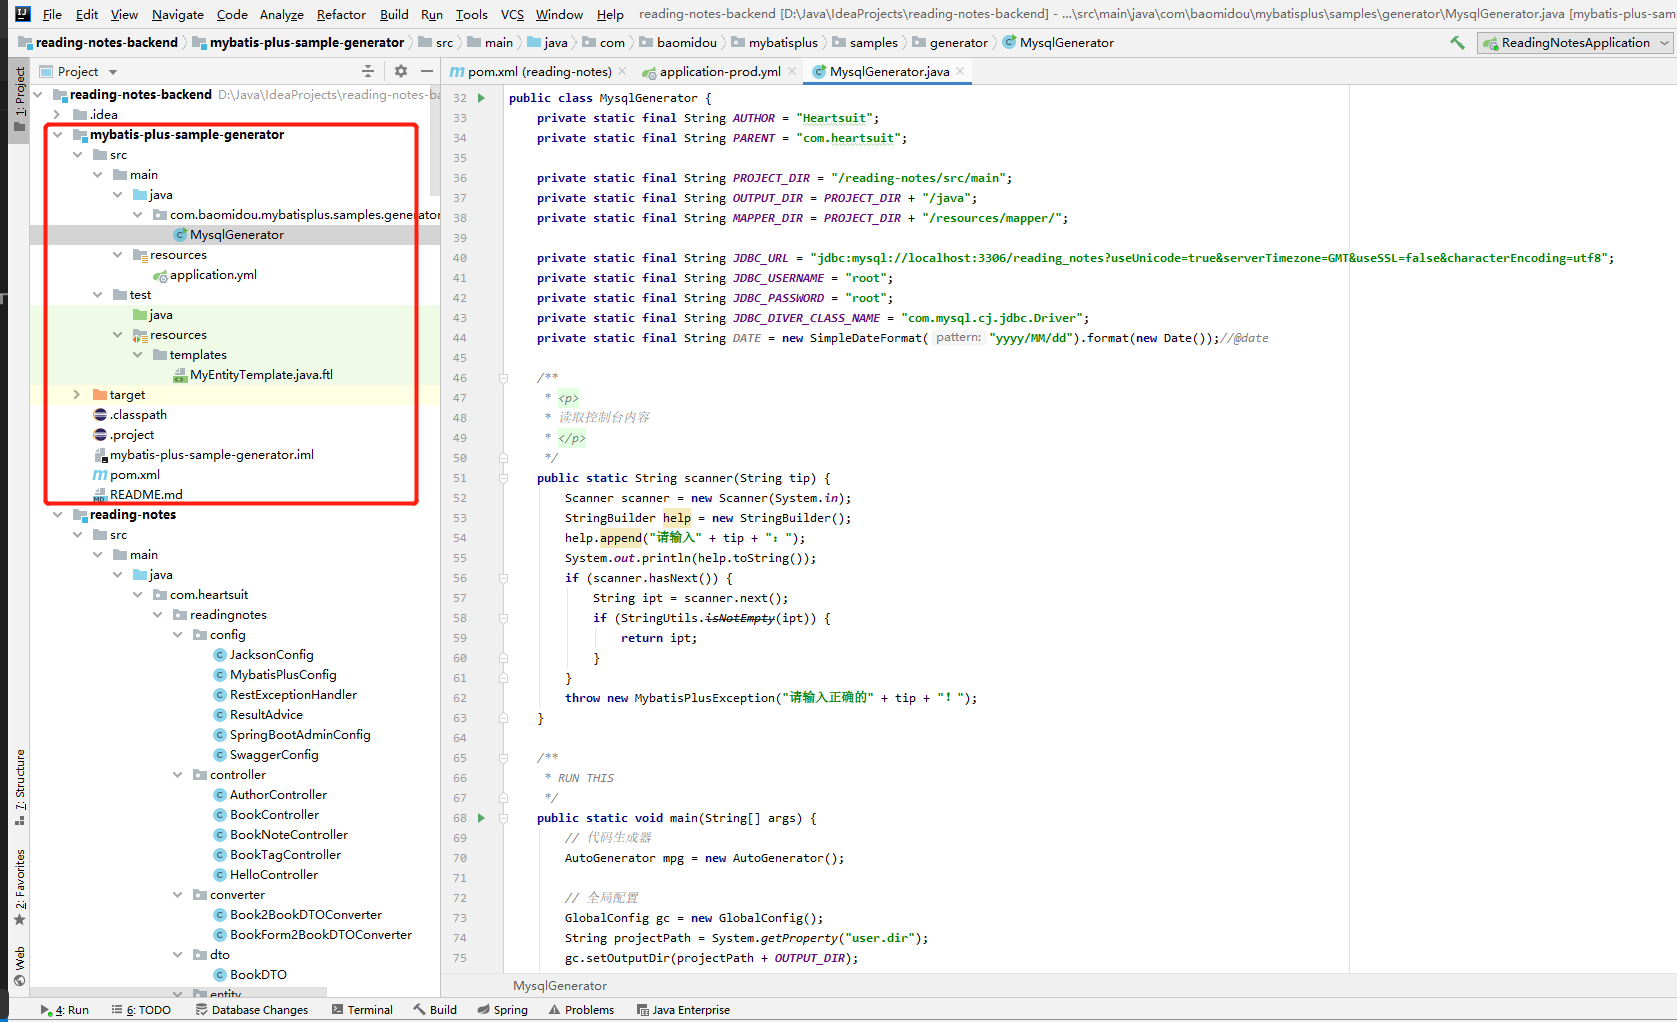 File Edit View Navigate Code Analyze Refactor Build Run Tools VCS Window Help reading-notes-backend [D:\Java\IdeaProjects\reading-notes-backend] - ...\src\main\java\com\baomidou\mybatisplus\samples\generator\MysqlGenerator.java [mybatis-plus-sam
reading-notes-backend mybatis-plus-sample-generator src main java com baomidou mybatisplus samples generator MysqlGenerator ReadingNotesApplication
1: Project
Project
reading-notes-backend D:\Java\IdeaProjects\reading-notes-ba
.idea
mybatis-plus-sample-generator
src
main
java
com.baomidou.mybatisplus.samples.generator
MysqlGenerator
resources
application.yml
test
java
resources
templates
MyEntityTemplate.java.ftl
target
.classpath
.project
mybatis-plus-sample-generator.iml
pom.xml
README.md
reading-notes
src
main
java
com.heartsuit
readingnotes
config
JacksonConfig
MybatisPlusConfig
RestExceptionHandler
ResultAdvice
SpringBootAdminConfig
SwaggerConfig
controller
AuthorController
BookController
BookNoteController
BookTagController
HelloController
converter
Book2BookDTOConverter
BookForm2BookDTOConverter
dto
BookDTO
entity
7: Structure
2: Favorites
Web
pom.xml (reading-notes) application-prod.yml MysqlGenerator.java
32 public class MysqlGenerator {
33 private static final String AUTHOR = "Heartsuit";
34 private static final String PARENT = "com.heartsuit";
35
36 private static final String PROJECT_DIR = "/reading-notes/src/main";
37 private static final String OUTPUT_DIR = PROJECT_DIR + "/java";
38 private static final String MAPPER_DIR = PROJECT_DIR + "/resources/mapper/";
39
40 private static final String JDBC_URL = "jdbc:mysql://localhost:3306/reading_notes?useUnicode=true&serverTimezone=GMT&useSSL=false&characterEncoding=utf8";
41 private static final String JDBC_USERNAME = "root";
42 private static final String JDBC_PASSWORD = "root";
43 private static final String JDBC_DIVER_CLASS_NAME = "com.mysql.cj.jdbc.Driver";
44 private static final String DATE = new SimpleDateFormat( pattern: "yyyy/MM/dd").format(new Date());//@date
45
46 /**
47 * <p>
48 * 读取控制台内容
49 * </p>
50 */
51 public static String scanner(String tip) {
52 Scanner scanner = new Scanner(System.in);
53 StringBuilder help = new StringBuilder();
54 help.append("请输入" + tip + "：");
55 System.out.println(help.toString());
56 if (scanner.hasNext()) {
57 String ipt = scanner.next();
58 if (StringUtils.isNotEmpty(ipt)) {
59 return ipt;
60 }
61 }
62 throw new MybatisPlusException("请输入正确的" + tip + "！");
63 }
64
65 /**
66 * RUN THIS
67 */
68 public static void main(String[] args) {
69 // 代码生成器
70 AutoGenerator mpg = new AutoGenerator();
71
72 // 全局配置
73 GlobalConfig gc = new GlobalConfig();
74 String projectPath = System.getProperty("user.dir");
75 gc.setOutputDir(projectPath + OUTPUT_DIR);
MysqlGenerator
4: Run 6: TODO Database Changes Terminal Build Spring Problems Java Enterprise